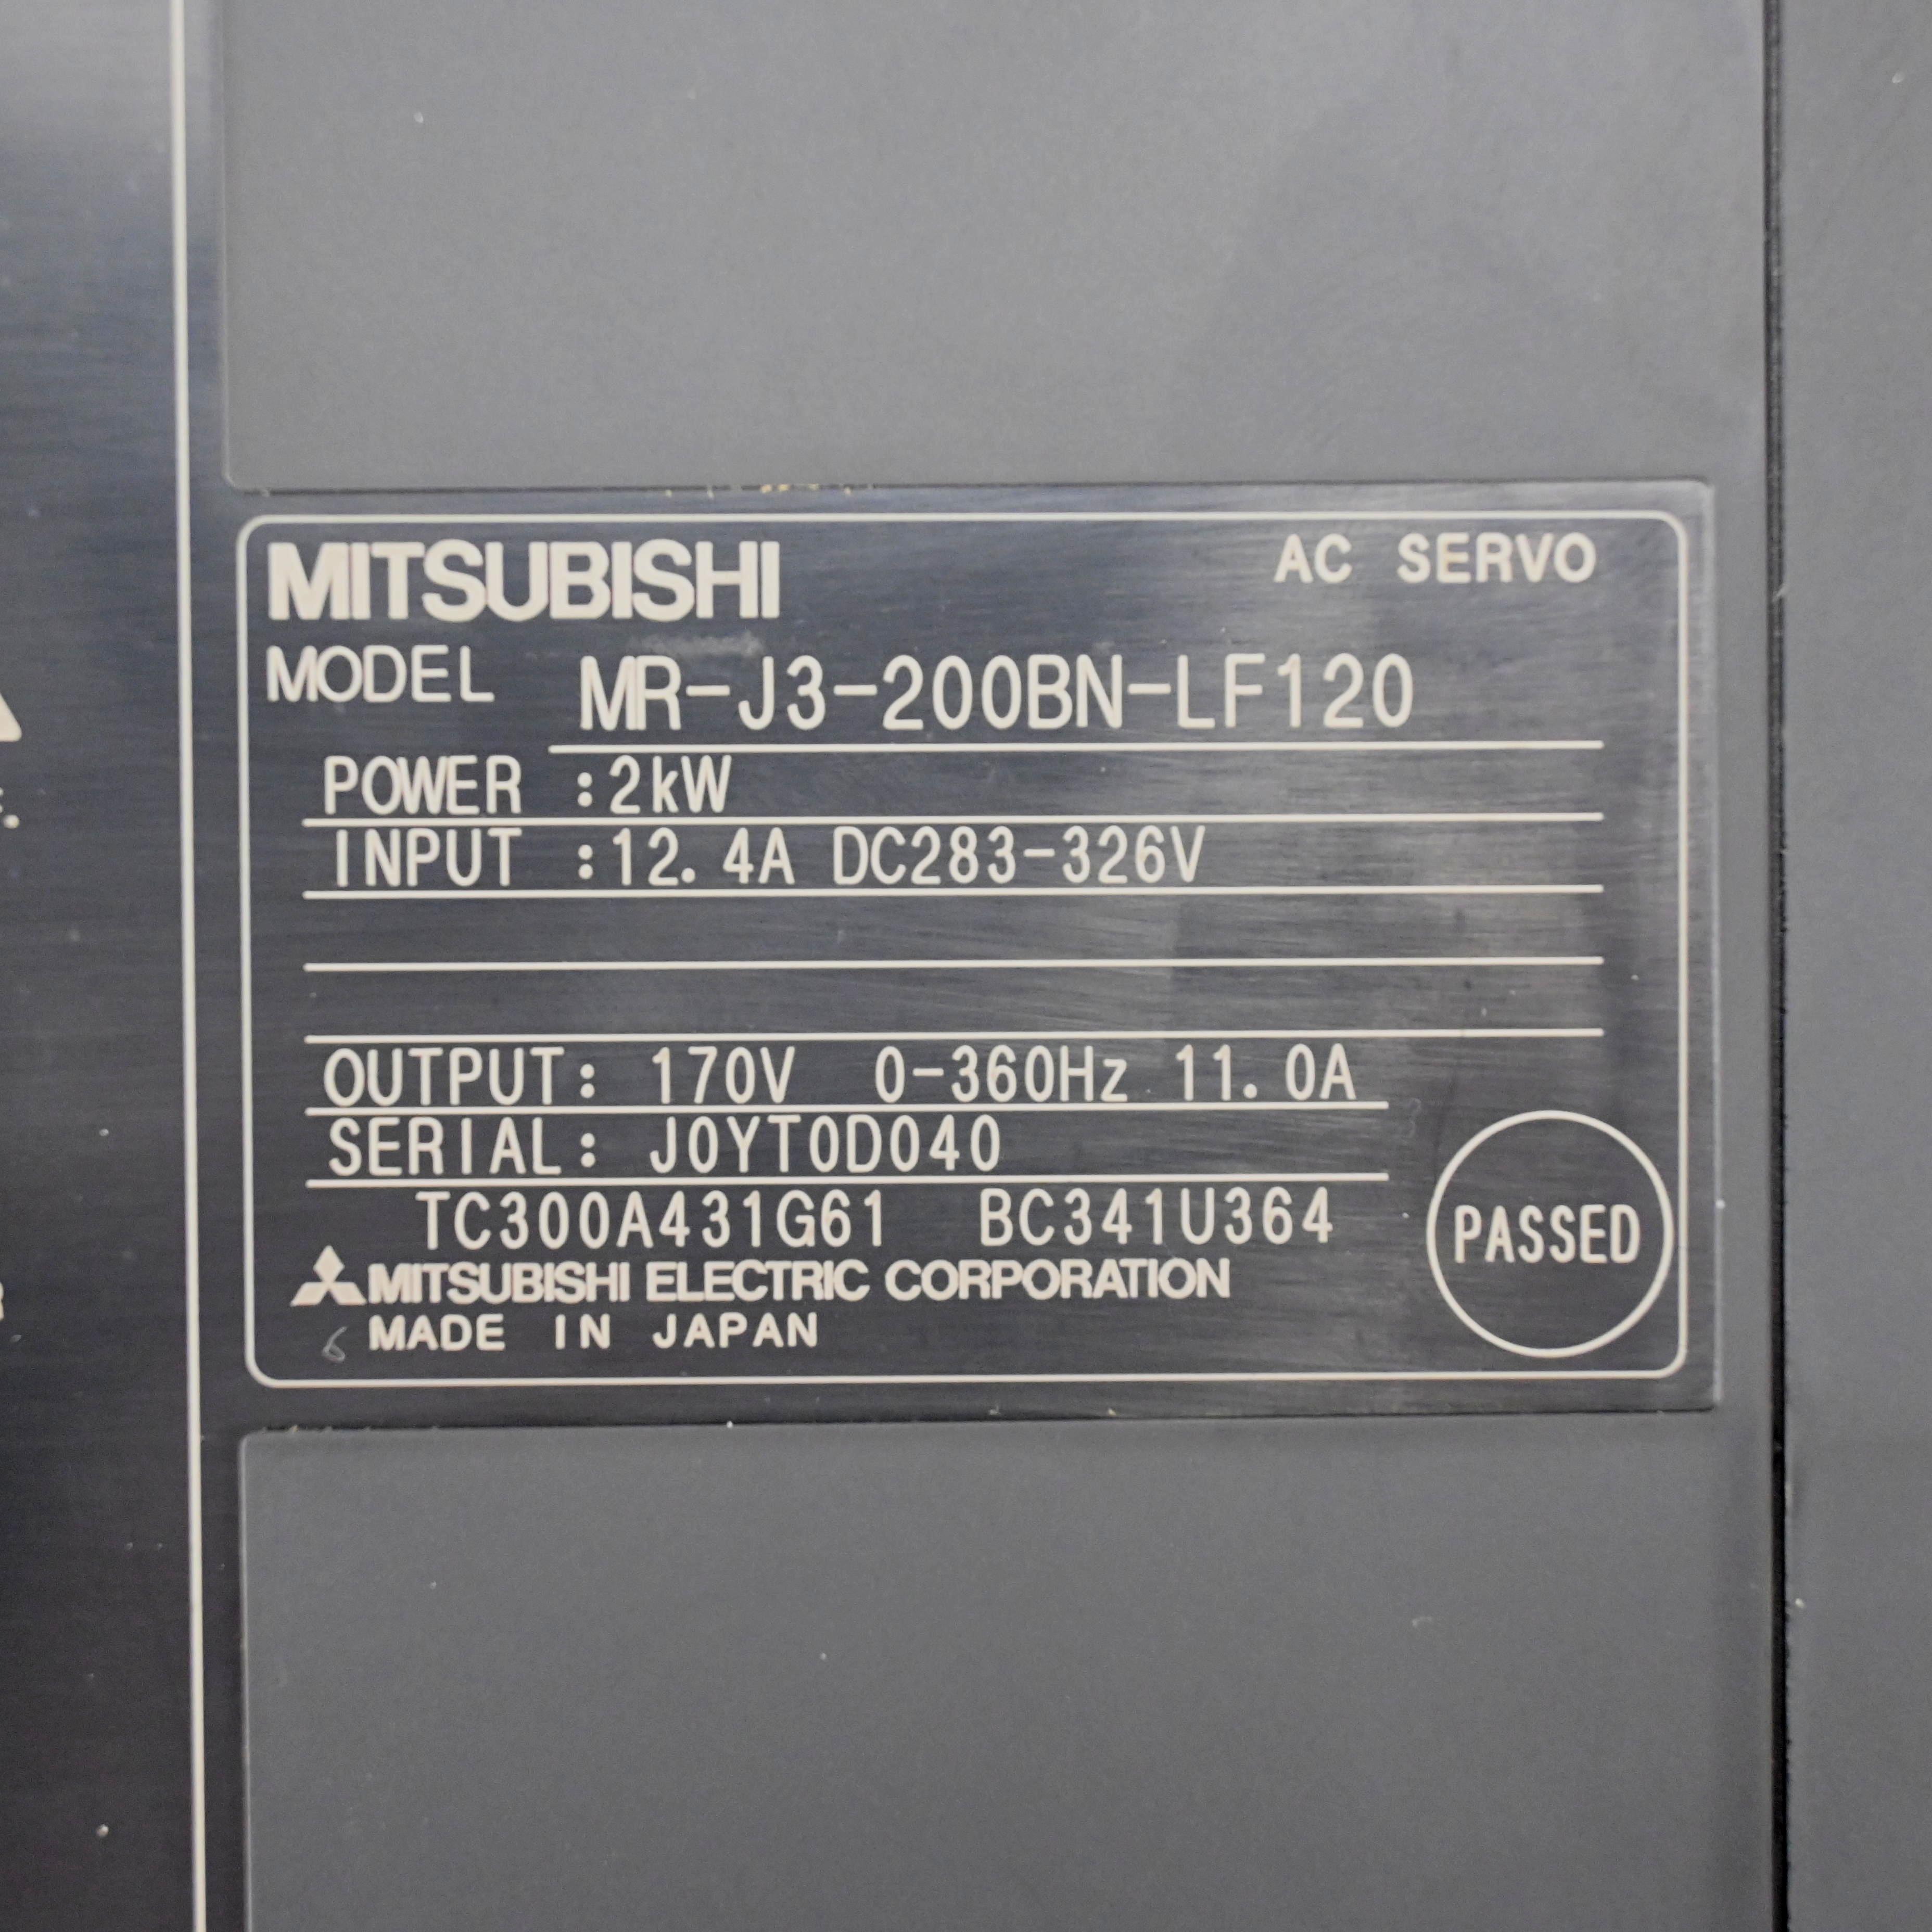 MITSUBISHI
AC SERVO
MODEL MR-J3-200BN-LF120
POWER :2kW
INPUT :12.4A DC283-326V
OUTPUT: 170V 0-360Hz 11.0A
SERIAL: J0YT0D040
TC300A431G61 BC341U364
PASSED
MITSUBISHI ELECTRIC CORPORATION
6 MADE IN JAPAN